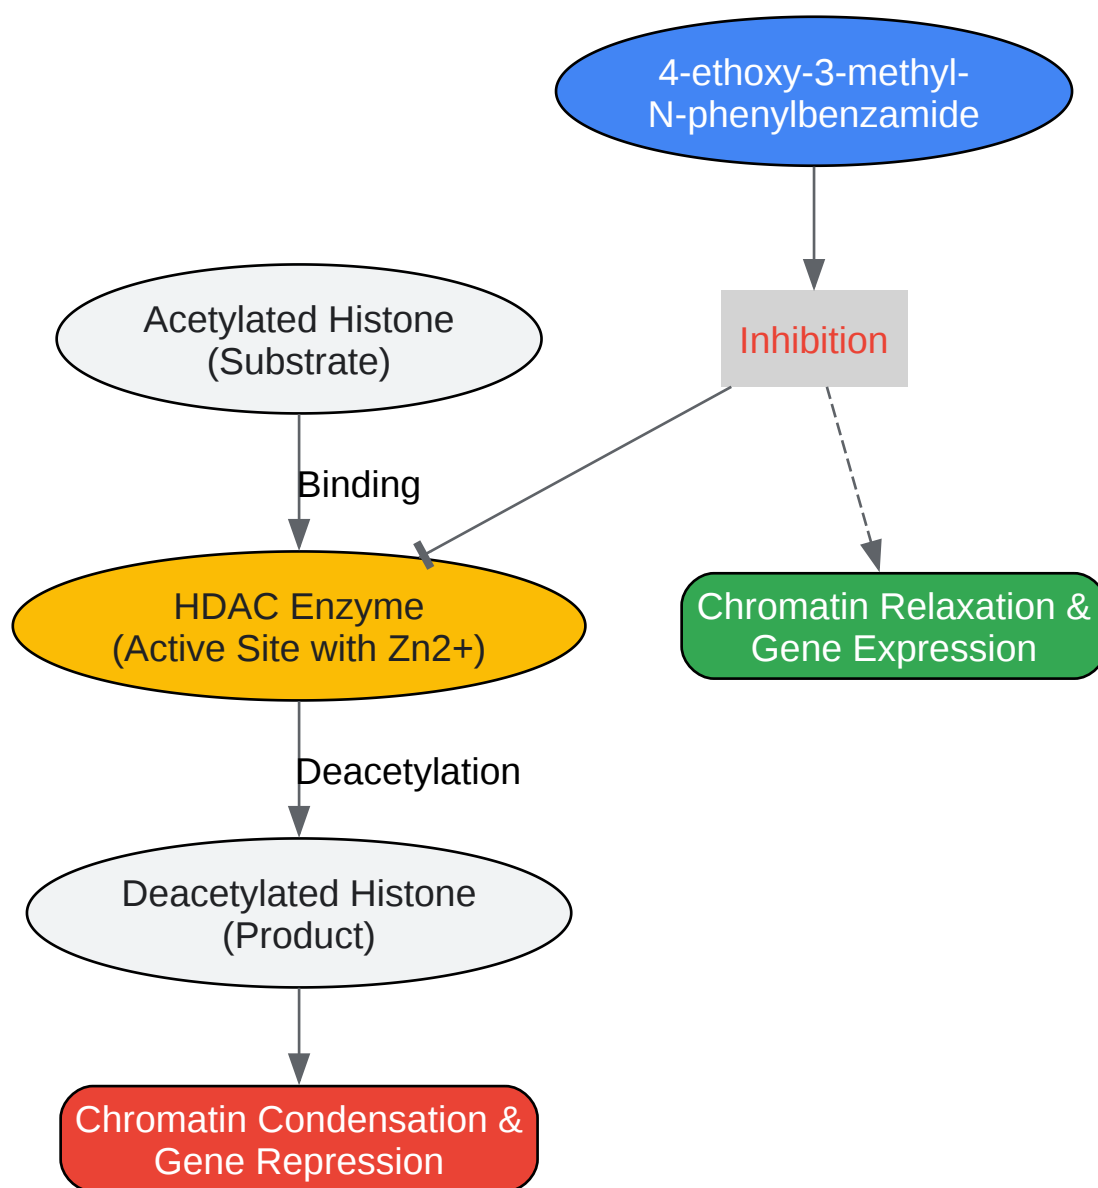 4-ethoxy-3-methyl-
N-phenylbenzamide
Acetylated Histone
(Substrate)
Inhibition
Binding
HDAC Enzyme
(Active Site with Zn2+)
Chromatin Relaxation &
Gene Expression
Deacetylation
Deacetylated Histone
(Product)
Chromatin Condensation &
Gene Repression